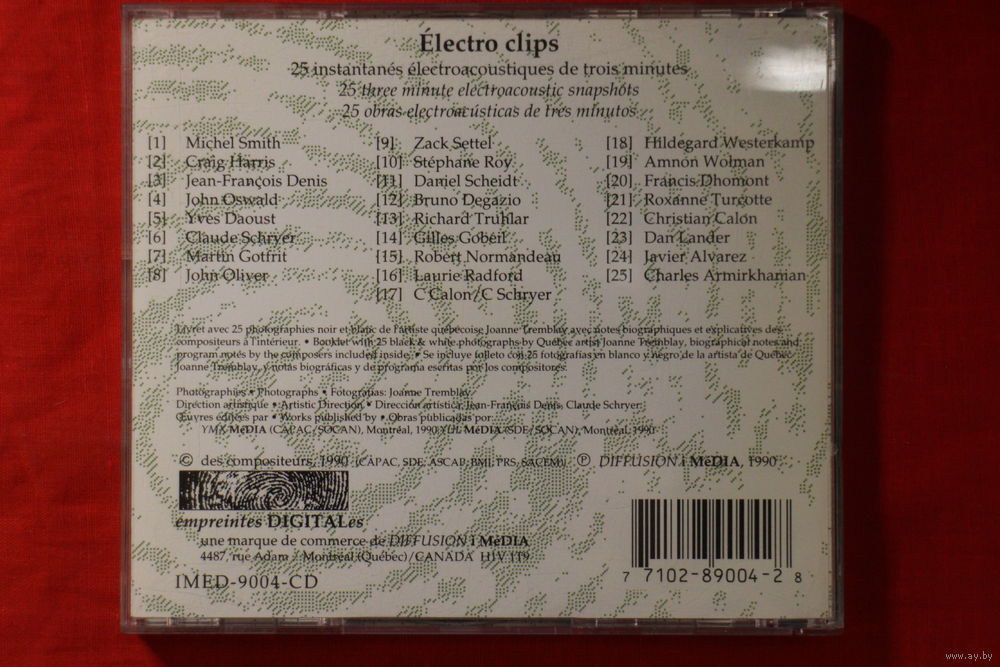 Électro clips
25 instantanés électroacoustiques de trois minutes
25 three minute electroacoustic snapshots
25 obras electroacústicas de tres minutos
[1] Michel Smith
[2] Craig Harris
[3] Jean-François Denis
[4] John Oswald
[5] Yves Daoust
[6] Claude Schryer
[7] Martin Gotfrit
[8] John Oliver
[9] Zack Settel
[10] Stéphane Roy
[11] Daniel Scheidt
[12] Bruno Degazio
[13] Richard Truhlar
[14] Gilles Gobeil
[15] Robert Normandeau
[16] Laurie Radford
[17] C Calon/C Schryer
[18] Hildegard Westerkamp
[19] Amnon Wolman
[20] Francis Dhomont
[21] Roxanne Turcotte
[22] Christian Calon
[23] Dan Lander
[24] Javier Alvarez
[25] Charles Armirkhanian
Livret avec 25 photographies noir et blanc de l'artiste québécoise Joanne Tremblay avec notes biographiques et explicatives des
compositeurs à l'intérieur. • Booklet with 25 black & white photographs by Québec artist Joanne Tremblay, biographical notes and
program notes by the composers included inside. • Se incluye folleto con 25 fotografías en blanco y negro de la artista de Québec
Joanne Tremblay, y notas biográficas y de programa escritas por los compositores.
Photographies • Photographs • Fotografías: Joanne Tremblay
Direction artistique • Artistic Direction • Dirección artística: Jean-François Denis, Claude Schryer
Œuvres éditées par • Works published by • Obras publicadas por
YMX MéDIA (CAPAC/SOCAN), Montréal, 1990 YUL MéDIA (SDE/SOCAN), Montréal, 1990
© des compositeurs, 1990 (CAPAC, SDE, ASCAP, BMI, PRS, SACEM) ℗ DIFFUSION i MéDIA, 1990
empreintes DIGITALes
une marque de commerce de DIFFUSION i MéDIA
4487, rue Adam / Montréal (Québec)/CANADA H1V 1T9
IMED-9004-CD
7 7102-89004-2 8
www.ay.by